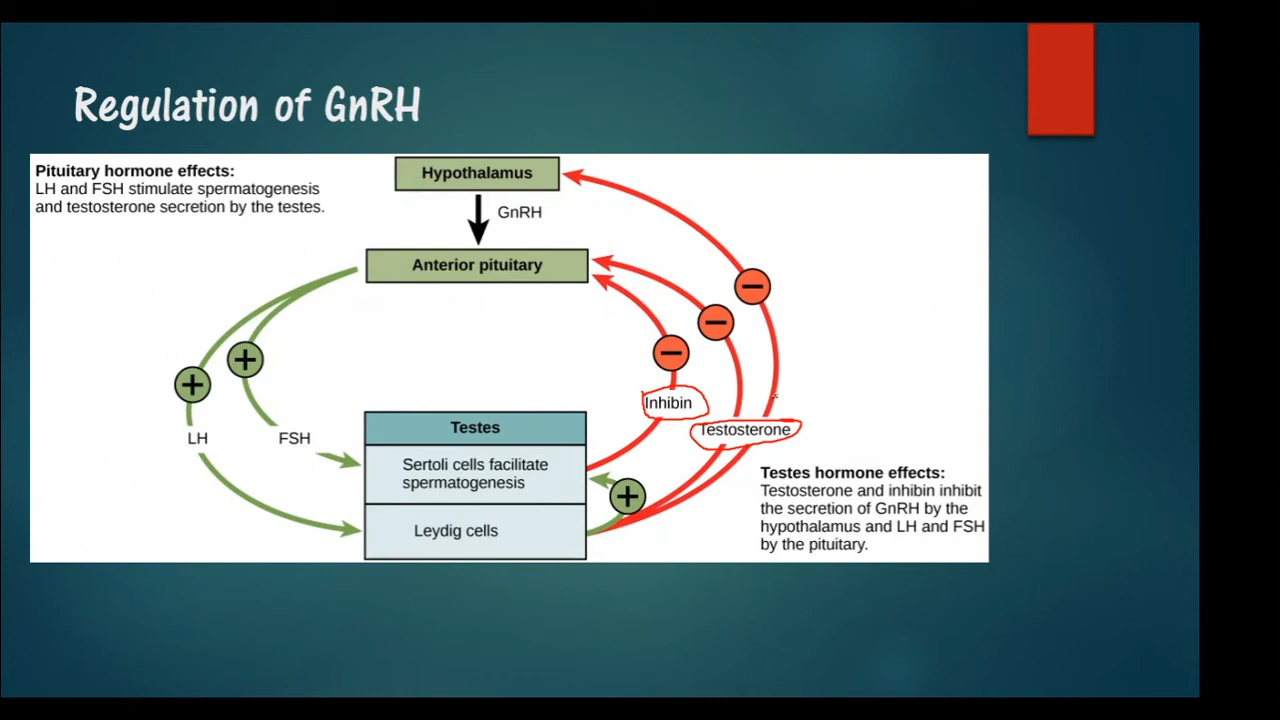 Regulation of GnRH
Pituitary hormone effects:
LH and FSH stimulate spermatogenesis
and testosterone secretion by the testes.
Hypothalamus
GnRH
Anterior pituitary
+
+
LH
FSH
−
−
−
Inhibin
Testosterone
Testes
Sertoli cells facilitate
spermatogenesis
+
Leydig cells
Testes hormone effects:
Testosterone and inhibin inhibit
the secretion of GnRH by the
hypothalamus and LH and FSH
by the pituitary.